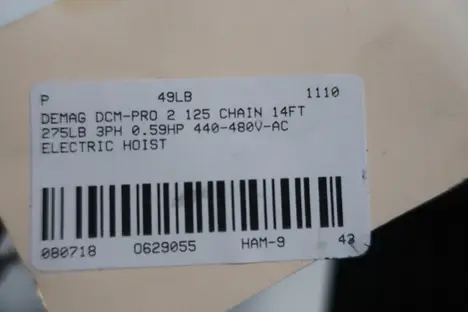 P 49LB 1110
DEMAG DCM-PRO 2 125 CHAIN 14FT
275LB 3PH 0.59HP 440-480V-AC
ELECTRIC HOIST
080718 0629055 HAM-9 43